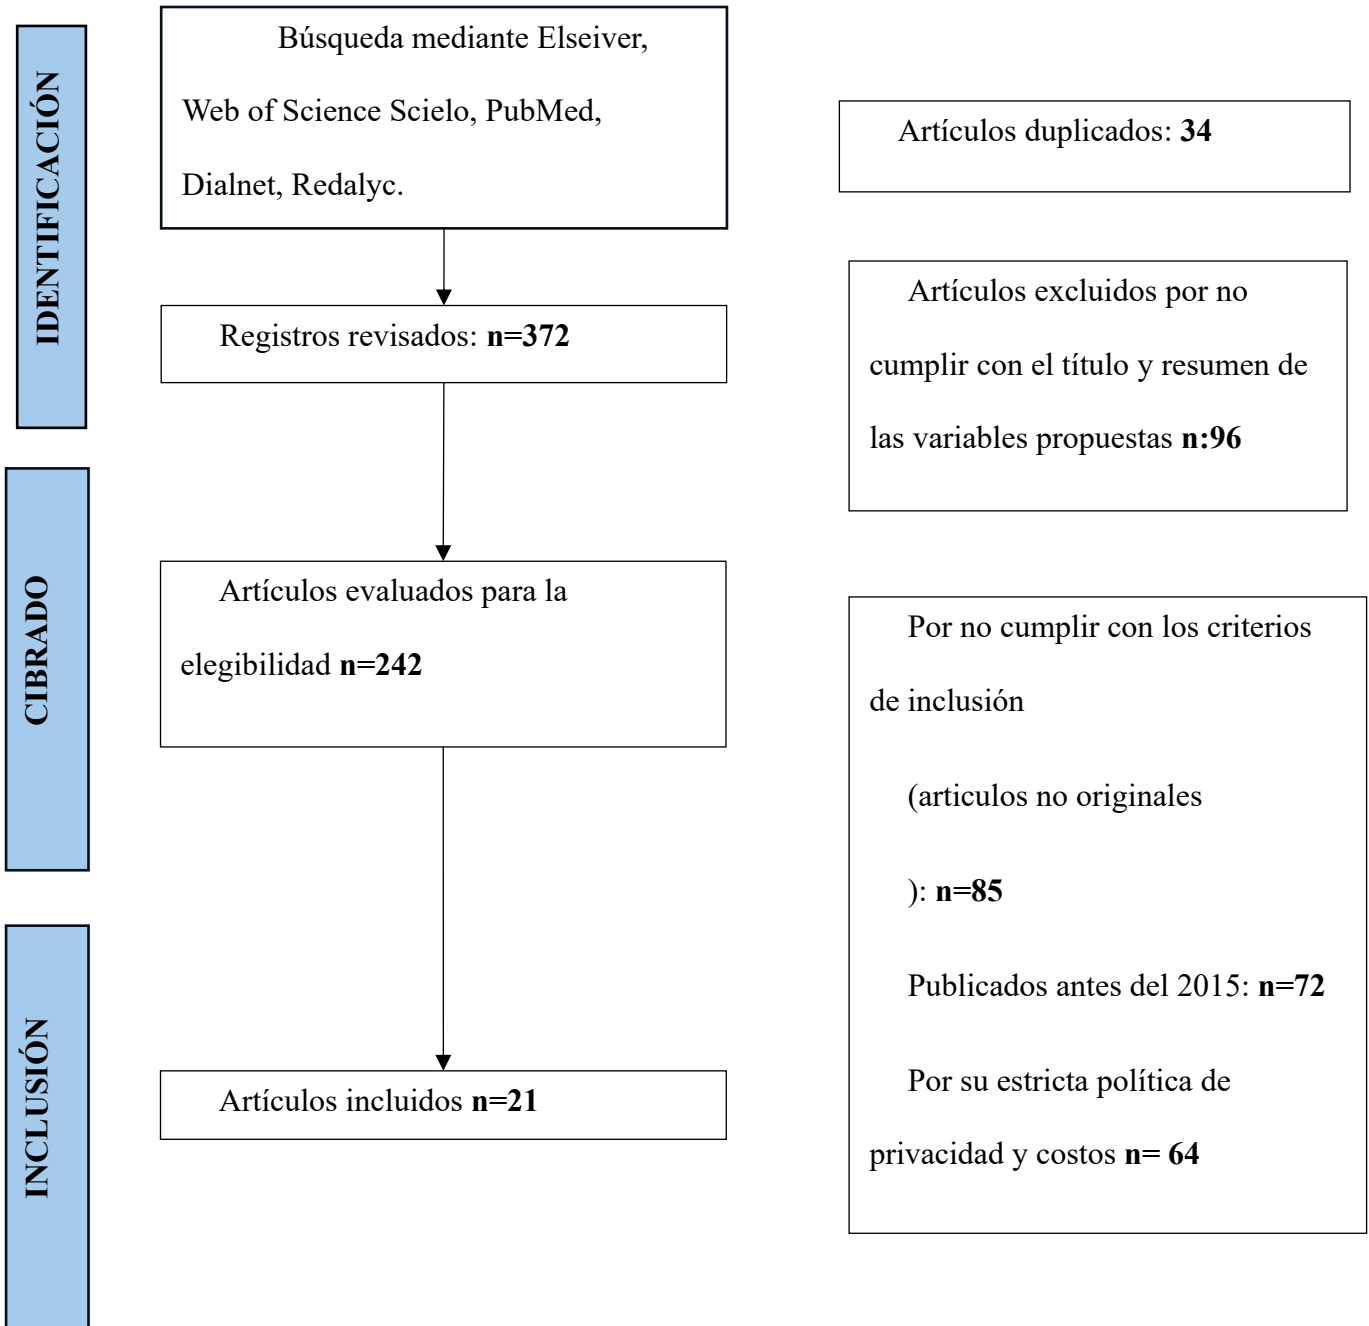 IDENTIFICACIÓN
Búsqueda mediante Elseiver,
Web of Science Scielo, PubMed,
Dialnet, Redalyc.
Artículos duplicados: 34
Registros revisados: n=372
Artículos excluidos por no
cumplir con el título y resumen de
las variables propuestas n:96
CIBRADO
Artículos evaluados para la
elegibilidad n=242
Por no cumplir con los criterios
de inclusión
(articulos no originales
): n=85
Publicados antes del 2015: n=72
Por su estricta política de
privacidad y costos n= 64
INCLUSIÓN
Artículos incluidos n=21